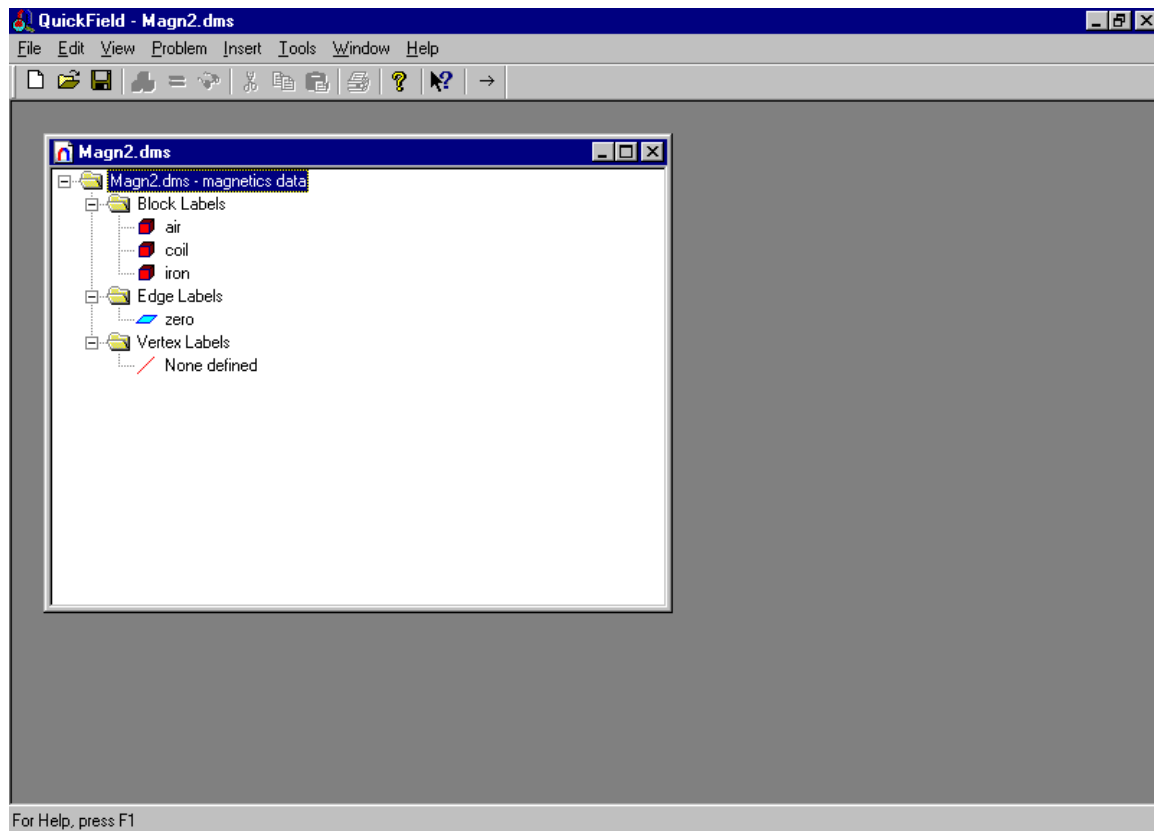 QuickField - Magn2.dms
File Edit View Problem Insert Tools Window Help
Magn2.dms
Magn2.dms - magnetics data
Block Labels
air
coil
iron
Edge Labels
zero
Vertex Labels
None defined
For Help, press F1